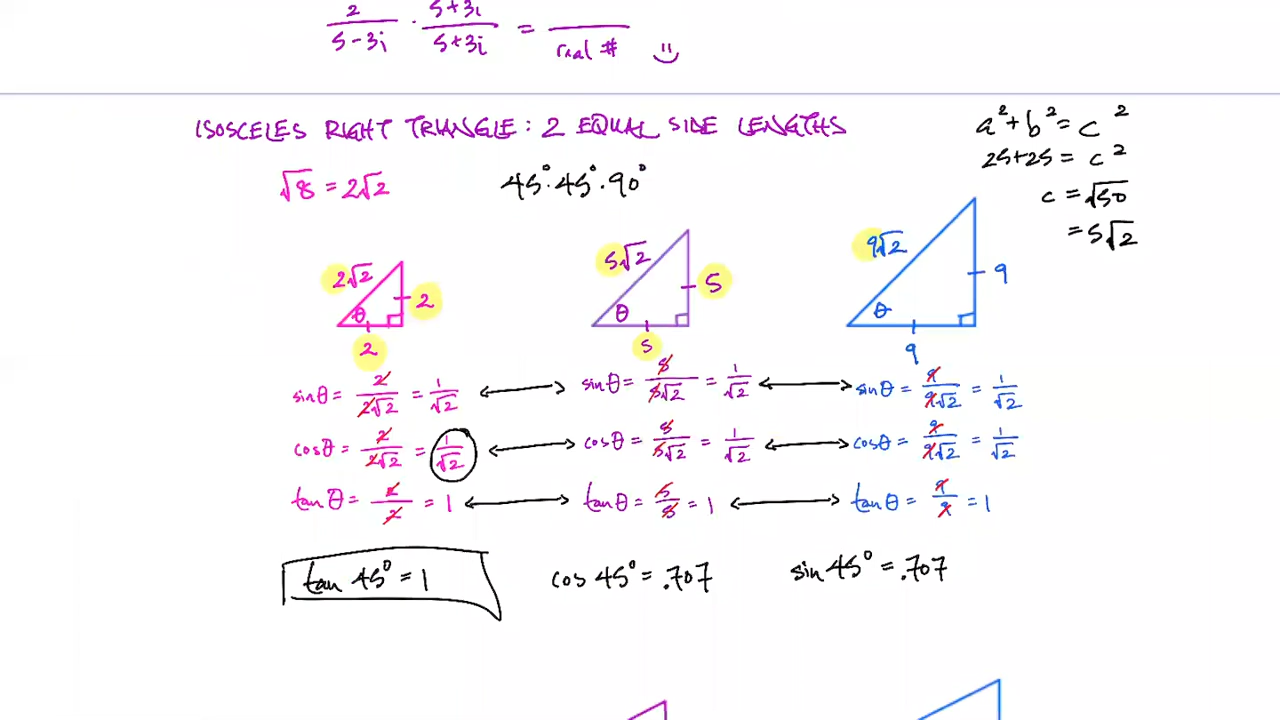 2/(5-3i) · (5+3i)/(5+3i) = ——/real #
ISOSCELES RIGHT TRIANGLE: 2 EQUAL SIDE LENGTHS
a² + b² = c²
25+25 = c²
c = √50
= 5√2
√8 = 2√2
45°·45°·90°
2√2
θ
2
2
5√2
θ
5
5
9√2
θ
9
9
sinθ = 2/2√2 = 1/√2
sinθ = 5/5√2 = 1/√2
sinθ = 9/9√2 = 1/√2
cosθ = 2/2√2 = 1/√2
cosθ = 5/5√2 = 1/√2
cosθ = 9/9√2 = 1/√2
tanθ = 2/2 = 1
tanθ = 5/5 = 1
tanθ = 9/9 = 1
tan 45° = 1
cos 45° = .707
sin 45° = .707